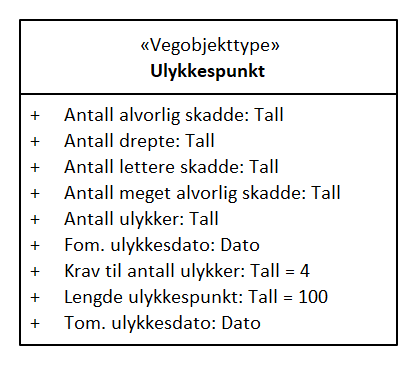 «Vegobjekttype»
Ulykkespunkt
+ Antall alvorlig skadde: Tall
+ Antall drepte: Tall
+ Antall lettere skadde: Tall
+ Antall meget alvorlig skadde: Tall
+ Antall ulykker: Tall
+ Fom. ulykkesdato: Dato
+ Krav til antall ulykker: Tall = 4
+ Lengde ulykkespunkt: Tall = 100
+ Tom. ulykkesdato: Dato